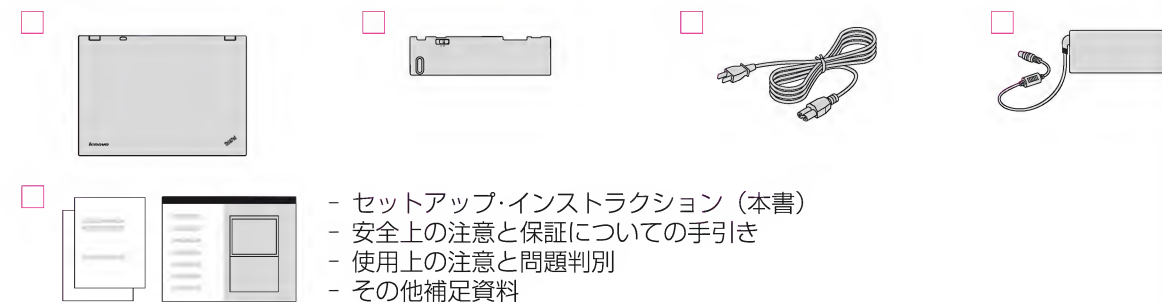 lenovo
ThinkPad
- セットアップ･インストラクション（本書）
- 安全上の注意と保証についての手引き
- 使用上の注意と問題判別
- その他補足資料